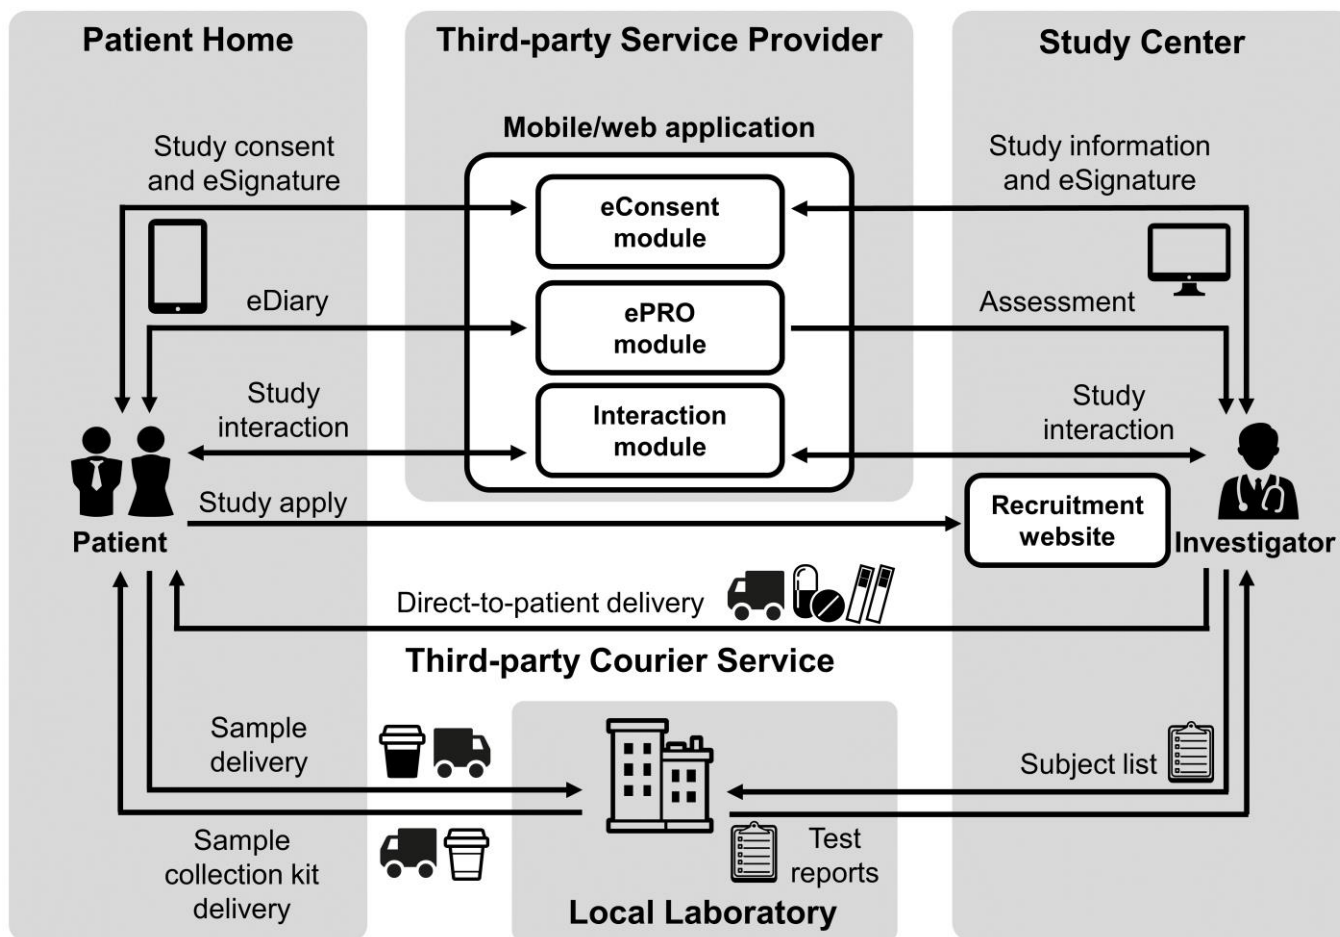 Patient Home
Third-party Service Provider
Study Center
Mobile/web application
Study consent
and eSignature
eConsent
module
Study information
and eSignature
eDiary
ePRO
module
Assessment
Study
interaction
Interaction
module
Study
interaction
Study apply
Recruitment
website
Patient
Investigator
Direct-to-patient delivery
Third-party Courier Service
Sample
delivery
Subject list
Sample
collection kit
delivery
Test
reports
Local Laboratory